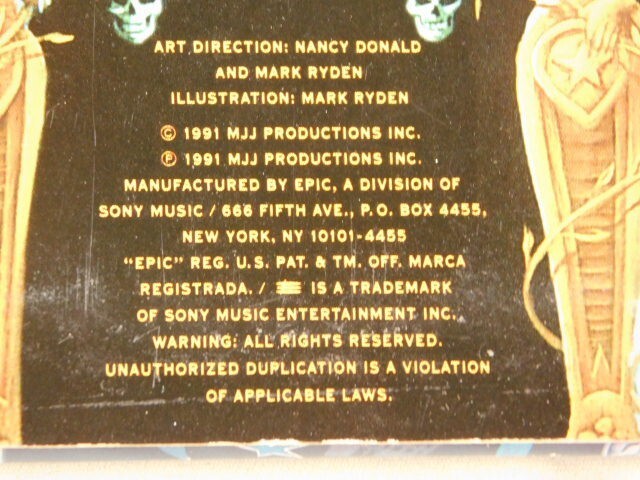 ART DIRECTION: NANCY DONALD
AND MARK RYDEN
ILLUSTRATION: MARK RYDEN
© 1991 MJJ PRODUCTIONS INC.
℗ 1991 MJJ PRODUCTIONS INC.
MANUFACTURED BY EPIC, A DIVISION OF
SONY MUSIC / 666 FIFTH AVE., P.O. BOX 4455,
NEW YORK, NY 10101-4455
"EPIC" REG. U.S. PAT. & TM. OFF. MARCA
REGISTRADA. / IS A TRADEMARK
OF SONY MUSIC ENTERTAINMENT INC.
WARNING: ALL RIGHTS RESERVED.
UNAUTHORIZED DUPLICATION IS A VIOLATION
OF APPLICABLE LAWS.